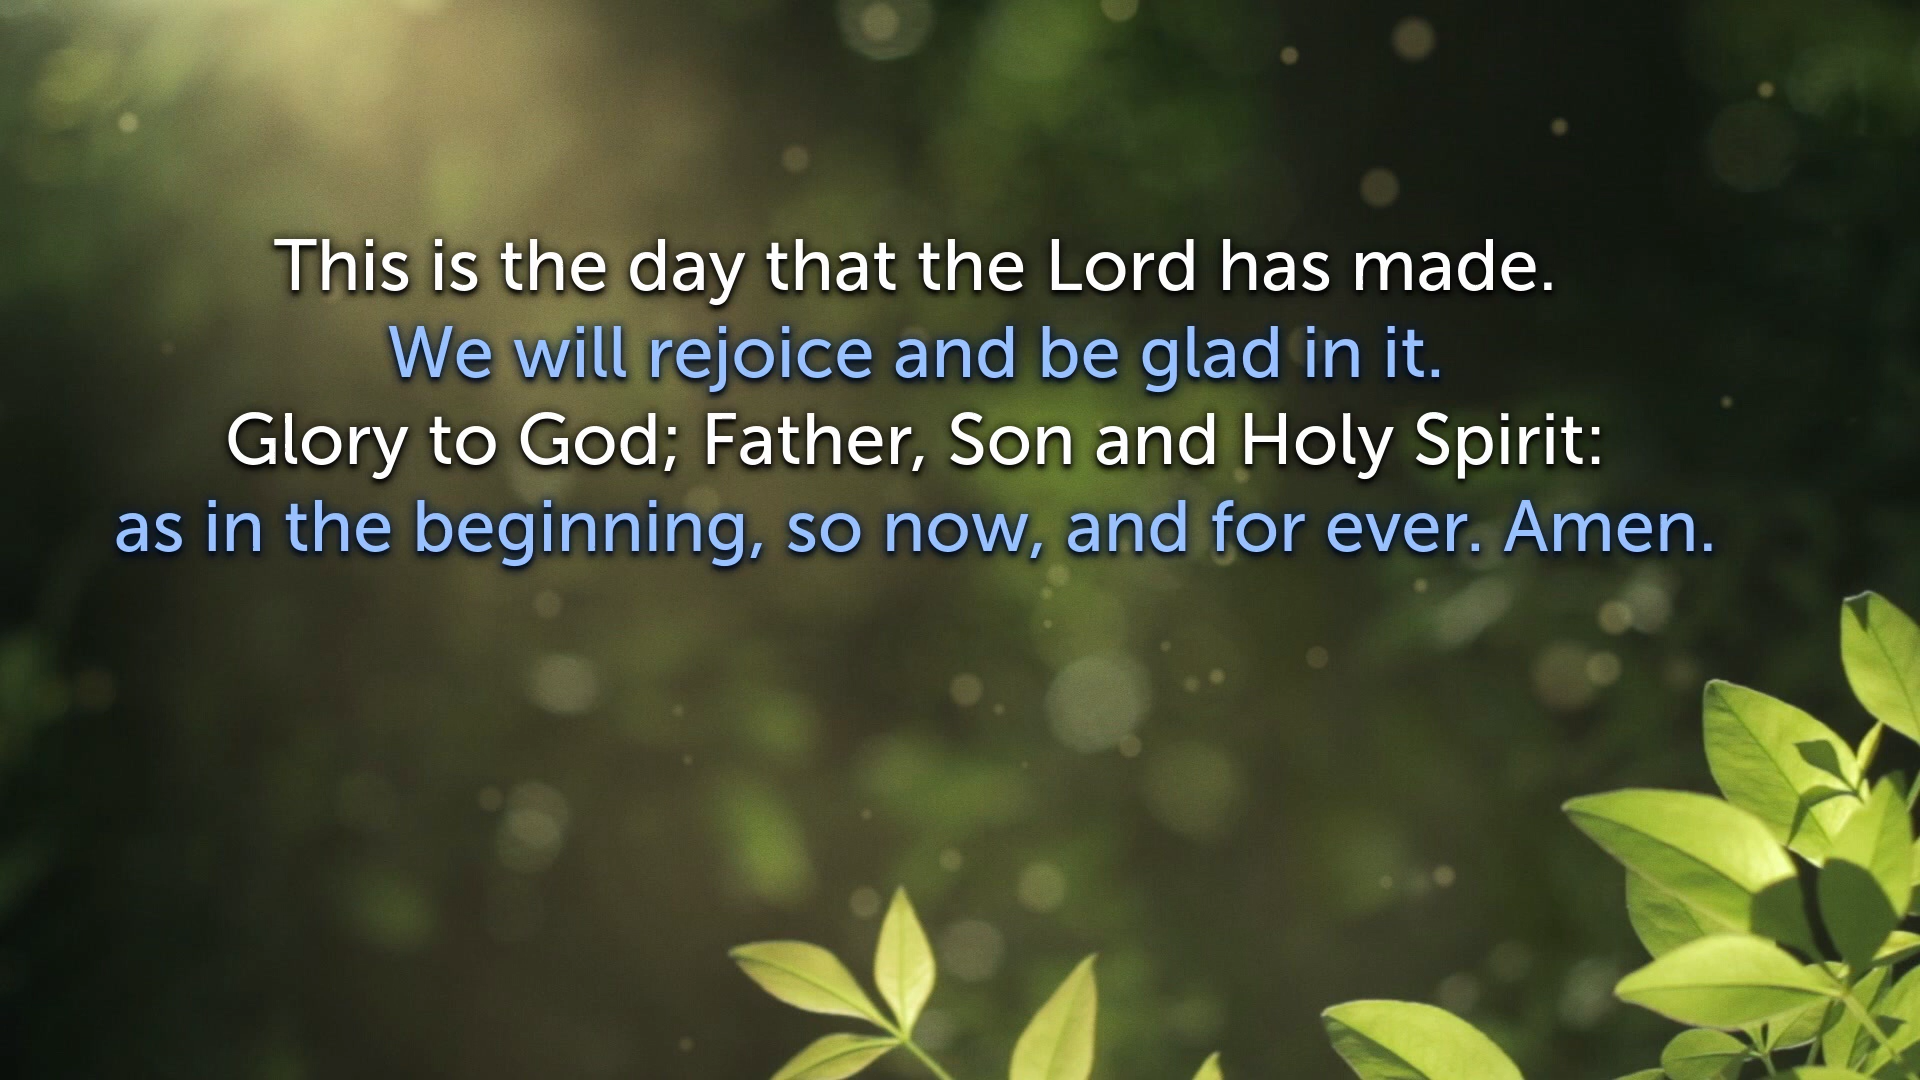 This is the day that the Lord has made.
We will rejoice and be glad in it.
Glory to God; Father, Son and Holy Spirit:
as in the beginning, so now, and for ever. Amen.